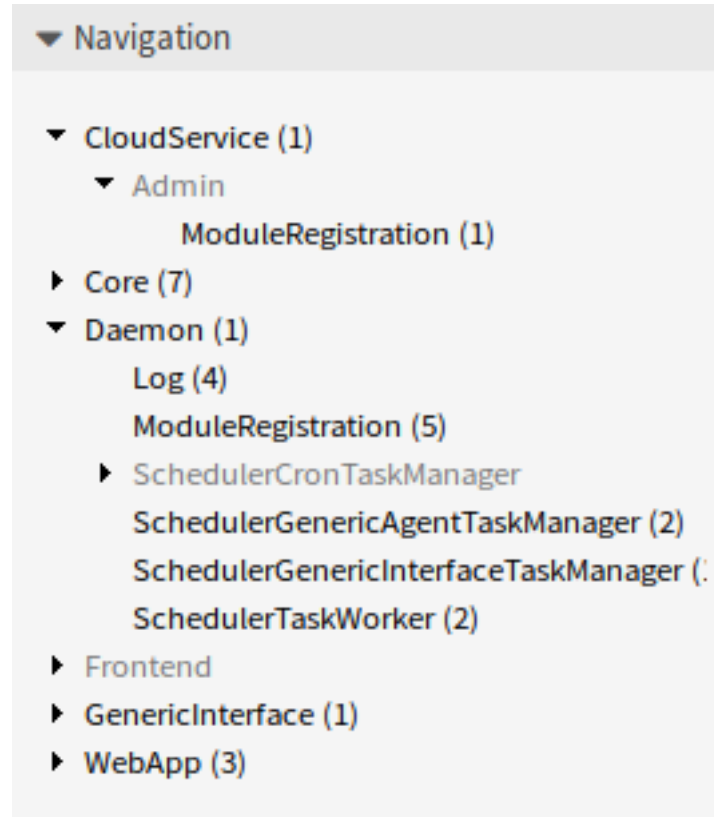 Navigation
CloudService (1)
Admin
ModuleRegistration (1)
Core (7)
Daemon (1)
Log (4)
ModuleRegistration (5)
SchedulerCronTaskManager
SchedulerGenericAgentTaskManager (2)
SchedulerGenericInterfaceTaskManager (
SchedulerTaskWorker (2)
Frontend
GenericInterface (1)
WebApp (3)